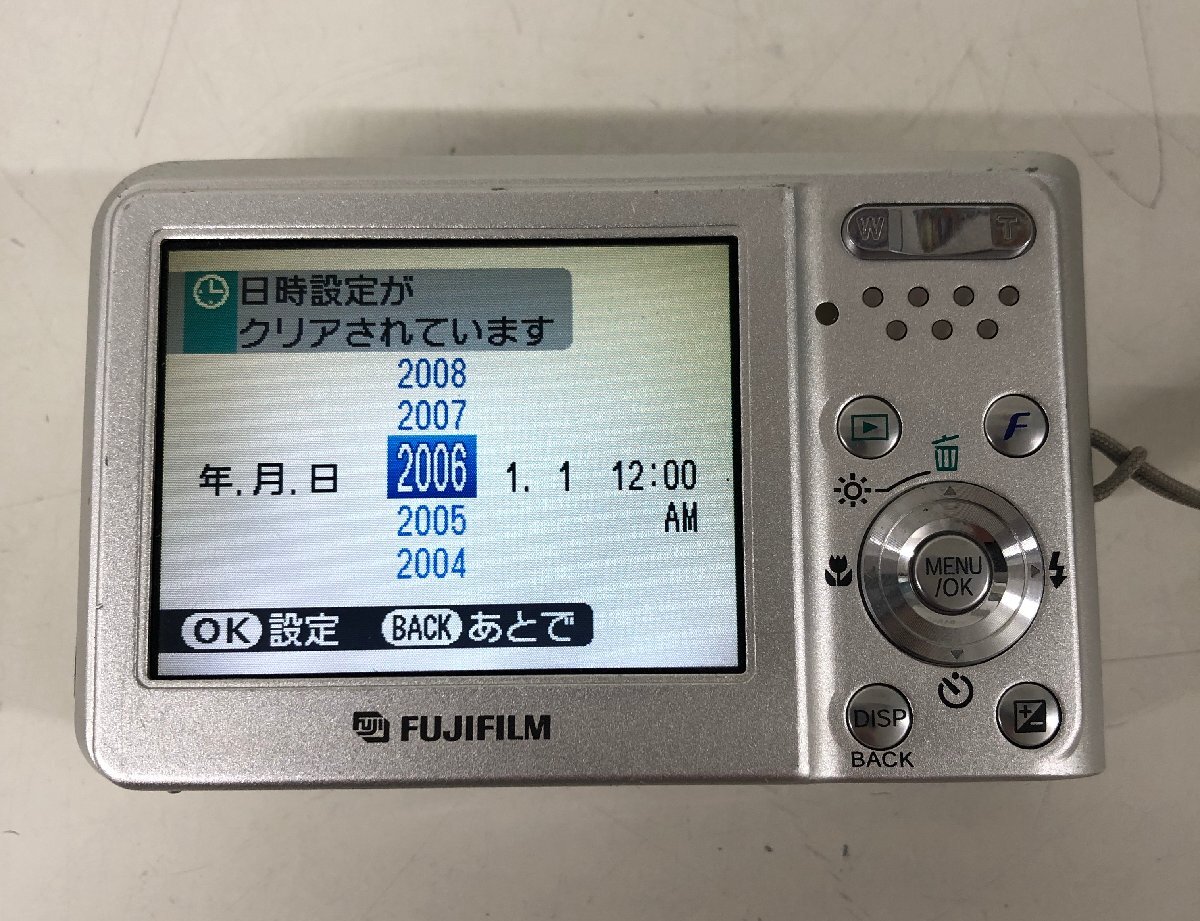 日時設定が
クリアされています
2008
2007
年.月.日 2006 1. 1 12:00
AM
2005
2004
OK 設定 BACK あとで
FUJI FUJIFILM
W T
F
MENU
/OK
DISP
BACK